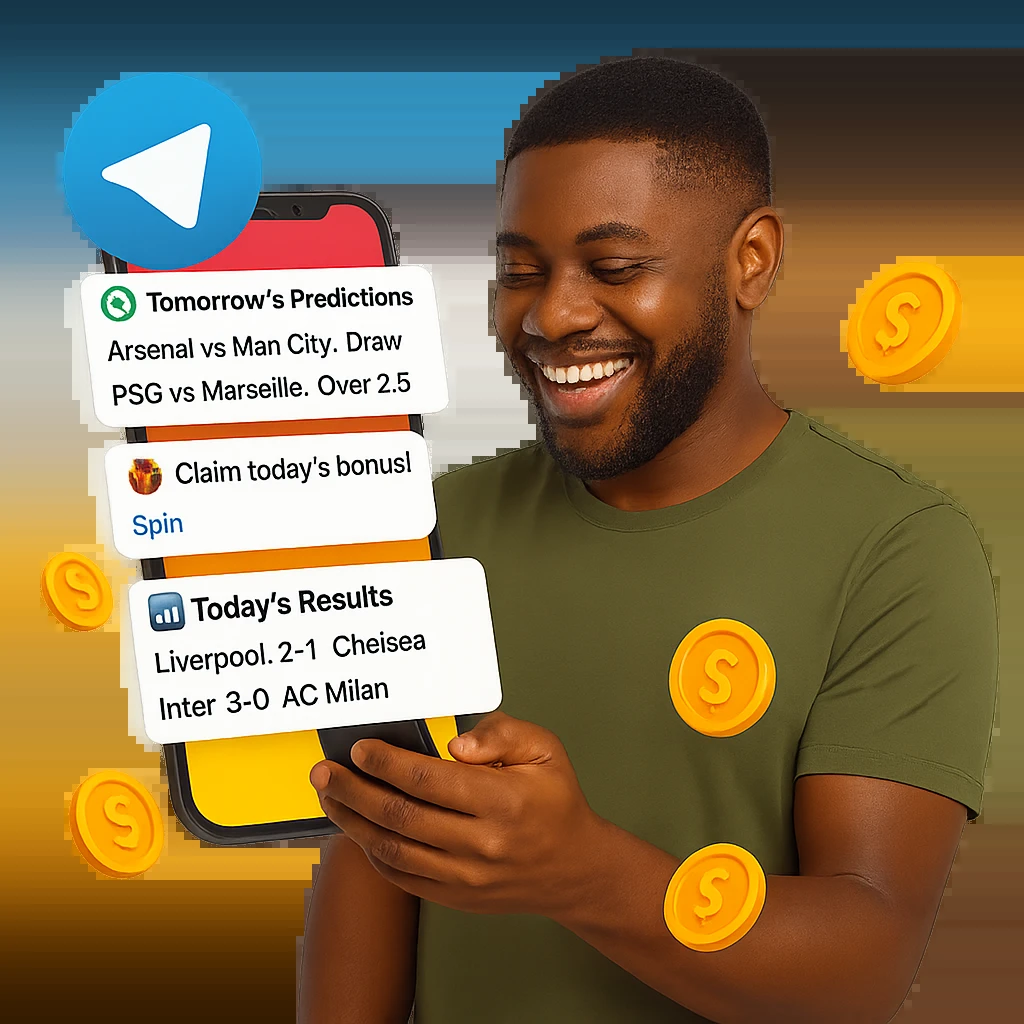 Tomorrow's Predictions
Arsenal vs Man City. Draw
PSG vs Marseille. Over 2.5
Claim today's bonus!
Spin
Today's Results
Liverpool. 2-1 Cheisea
Inter 3-0 AC Milan